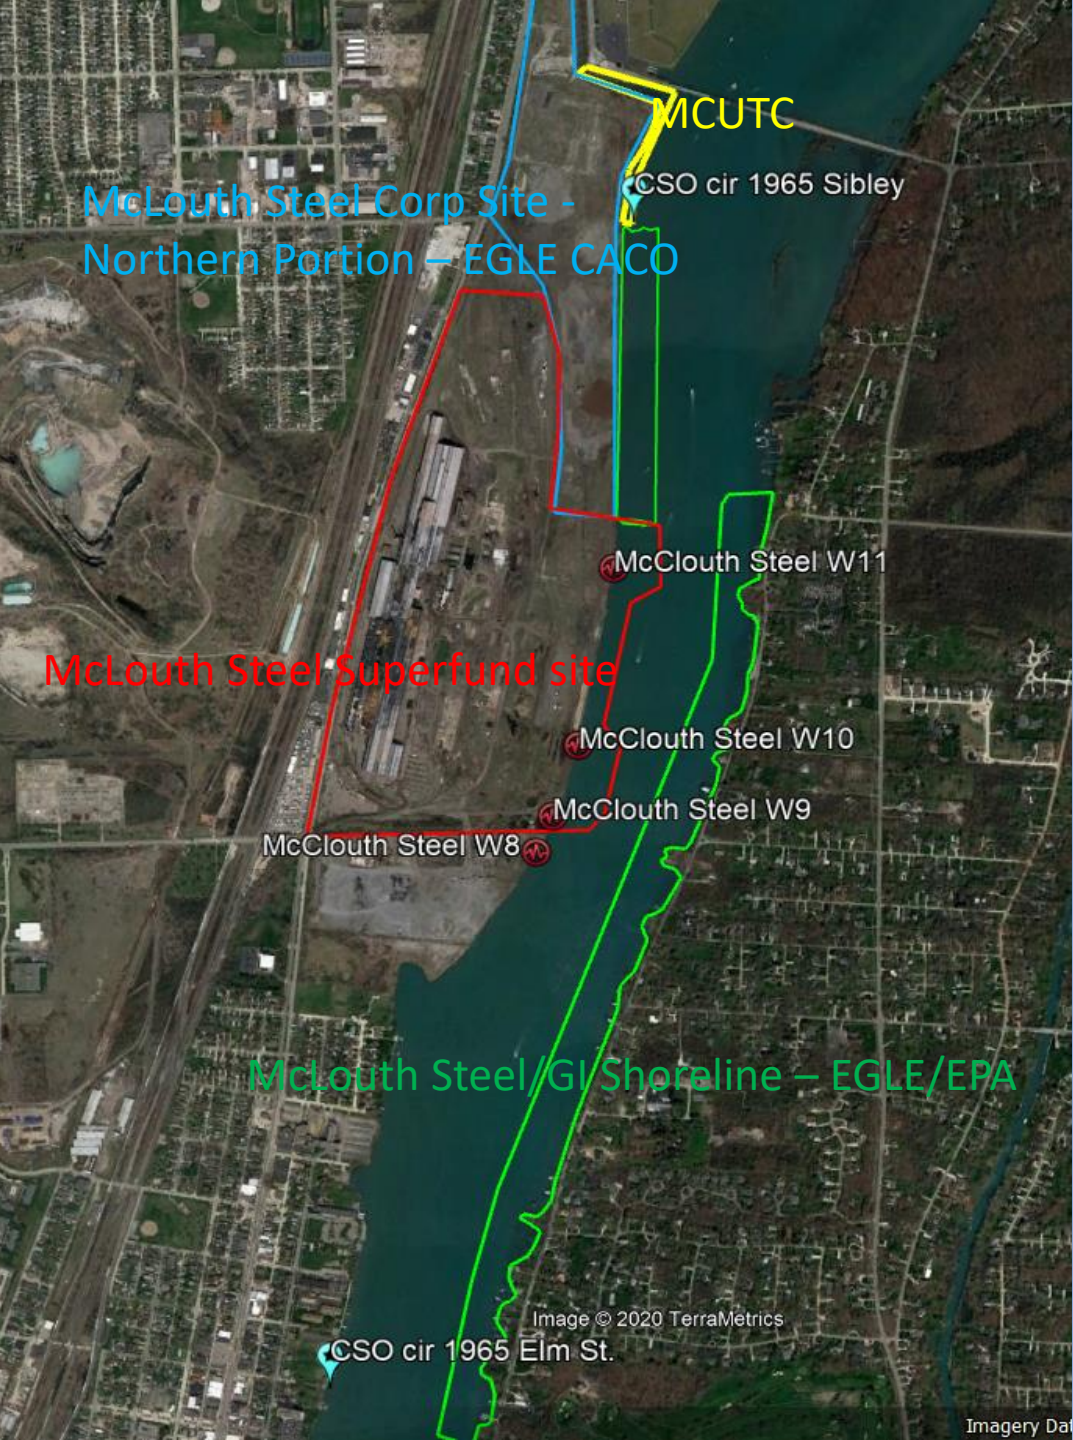 MCUTC
CSO cir 1965 Sibley
McLouth Steel Corp Site -
Northern Portion – EGLE CACO
McClouth Steel W11
McLouth Steel Superfund site
McClouth Steel W10
McClouth Steel W9
McClouth Steel W8
McLouth Steel/GI Shoreline – EGLE/EPA
Image © 2020 TerraMetrics
CSO cir 1965 Elm St.
Imagery Dat